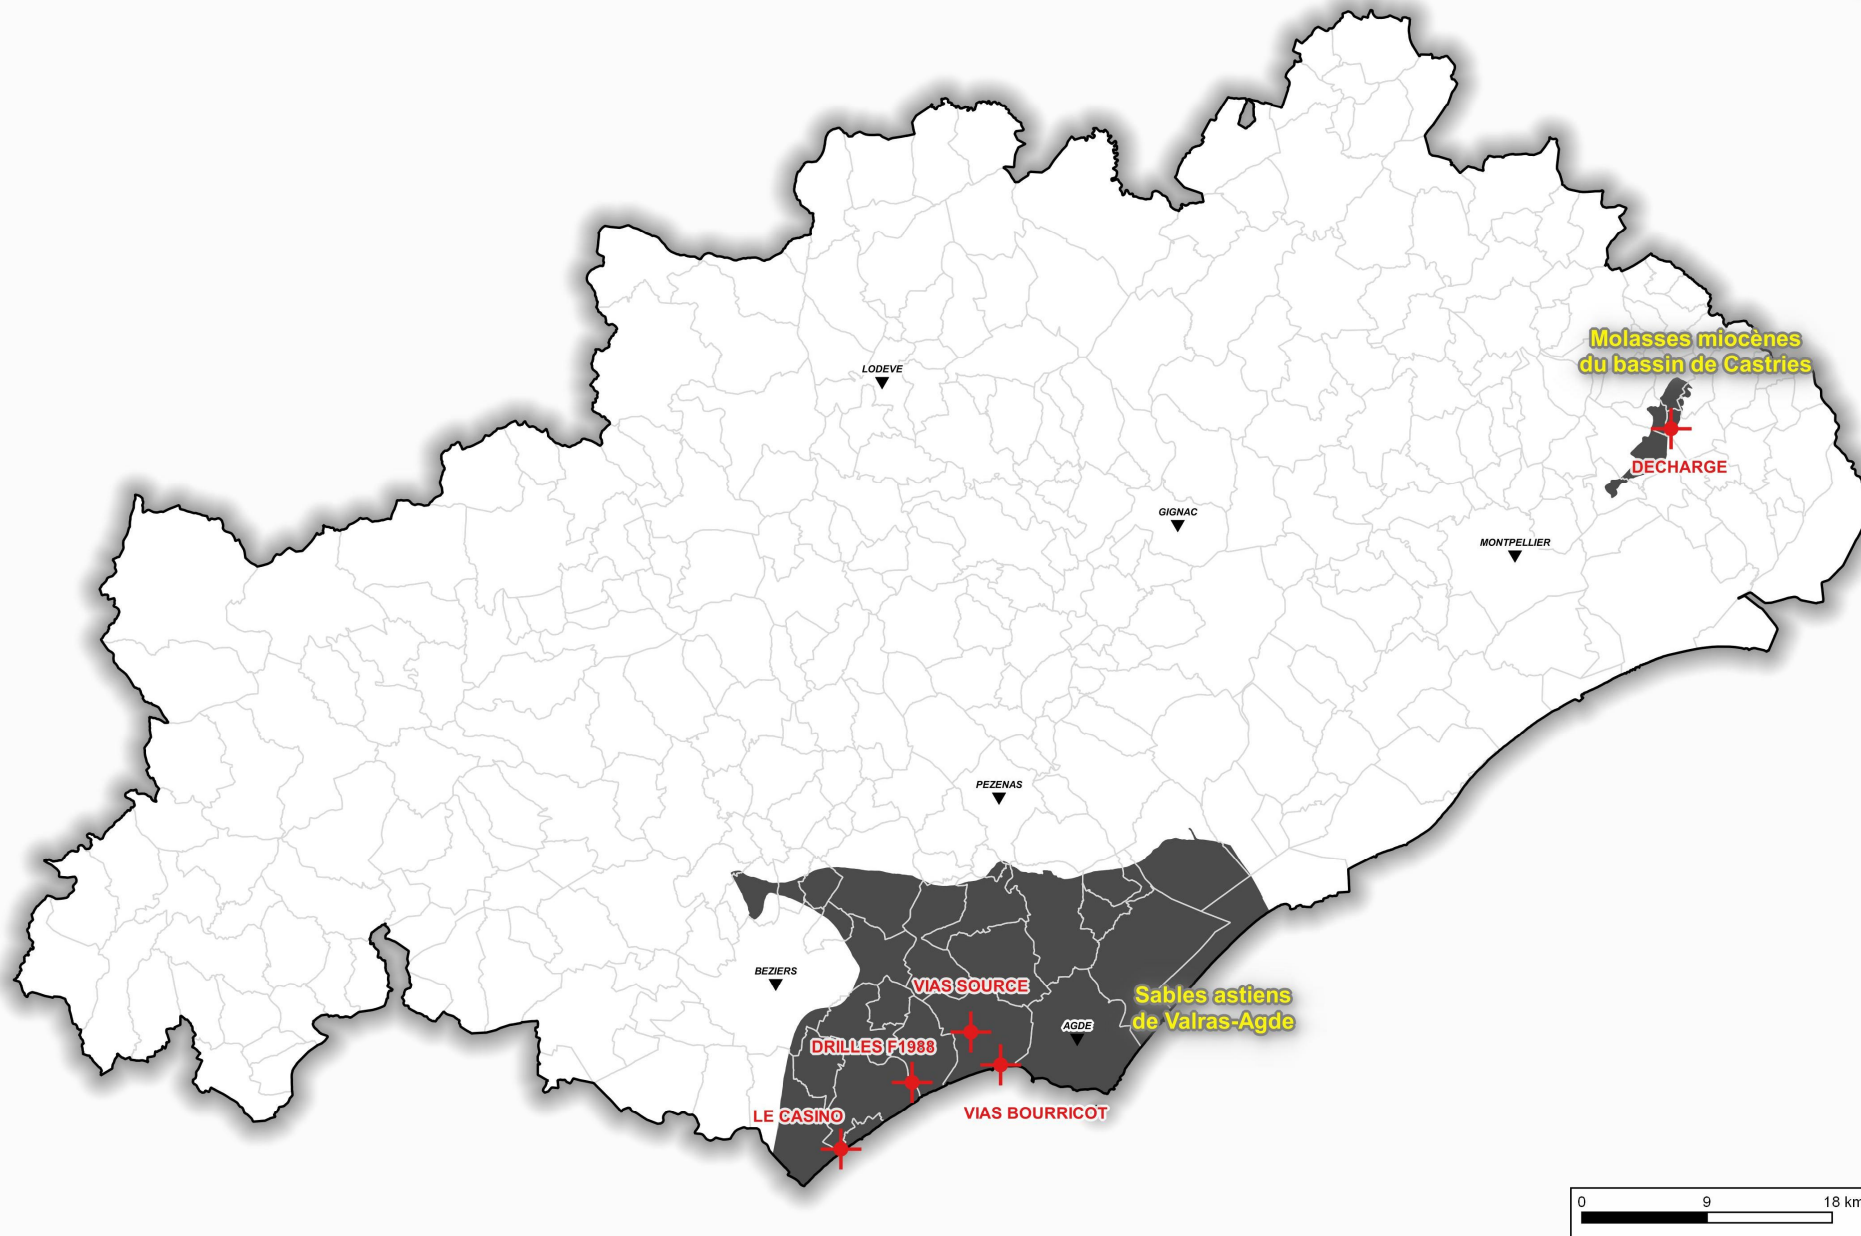 Molasses miocènes
du bassin de Castries
LODEVE
DECHARGE
GIGNAC
MONTPELLIER
PEZENAS
BEZIERS
VIAS SOURCE
Sables astiens
de Valras-Agde
AGDE
DRILLES F1988
LE CASINO
VIAS BOURRICOT
0 9 18 km